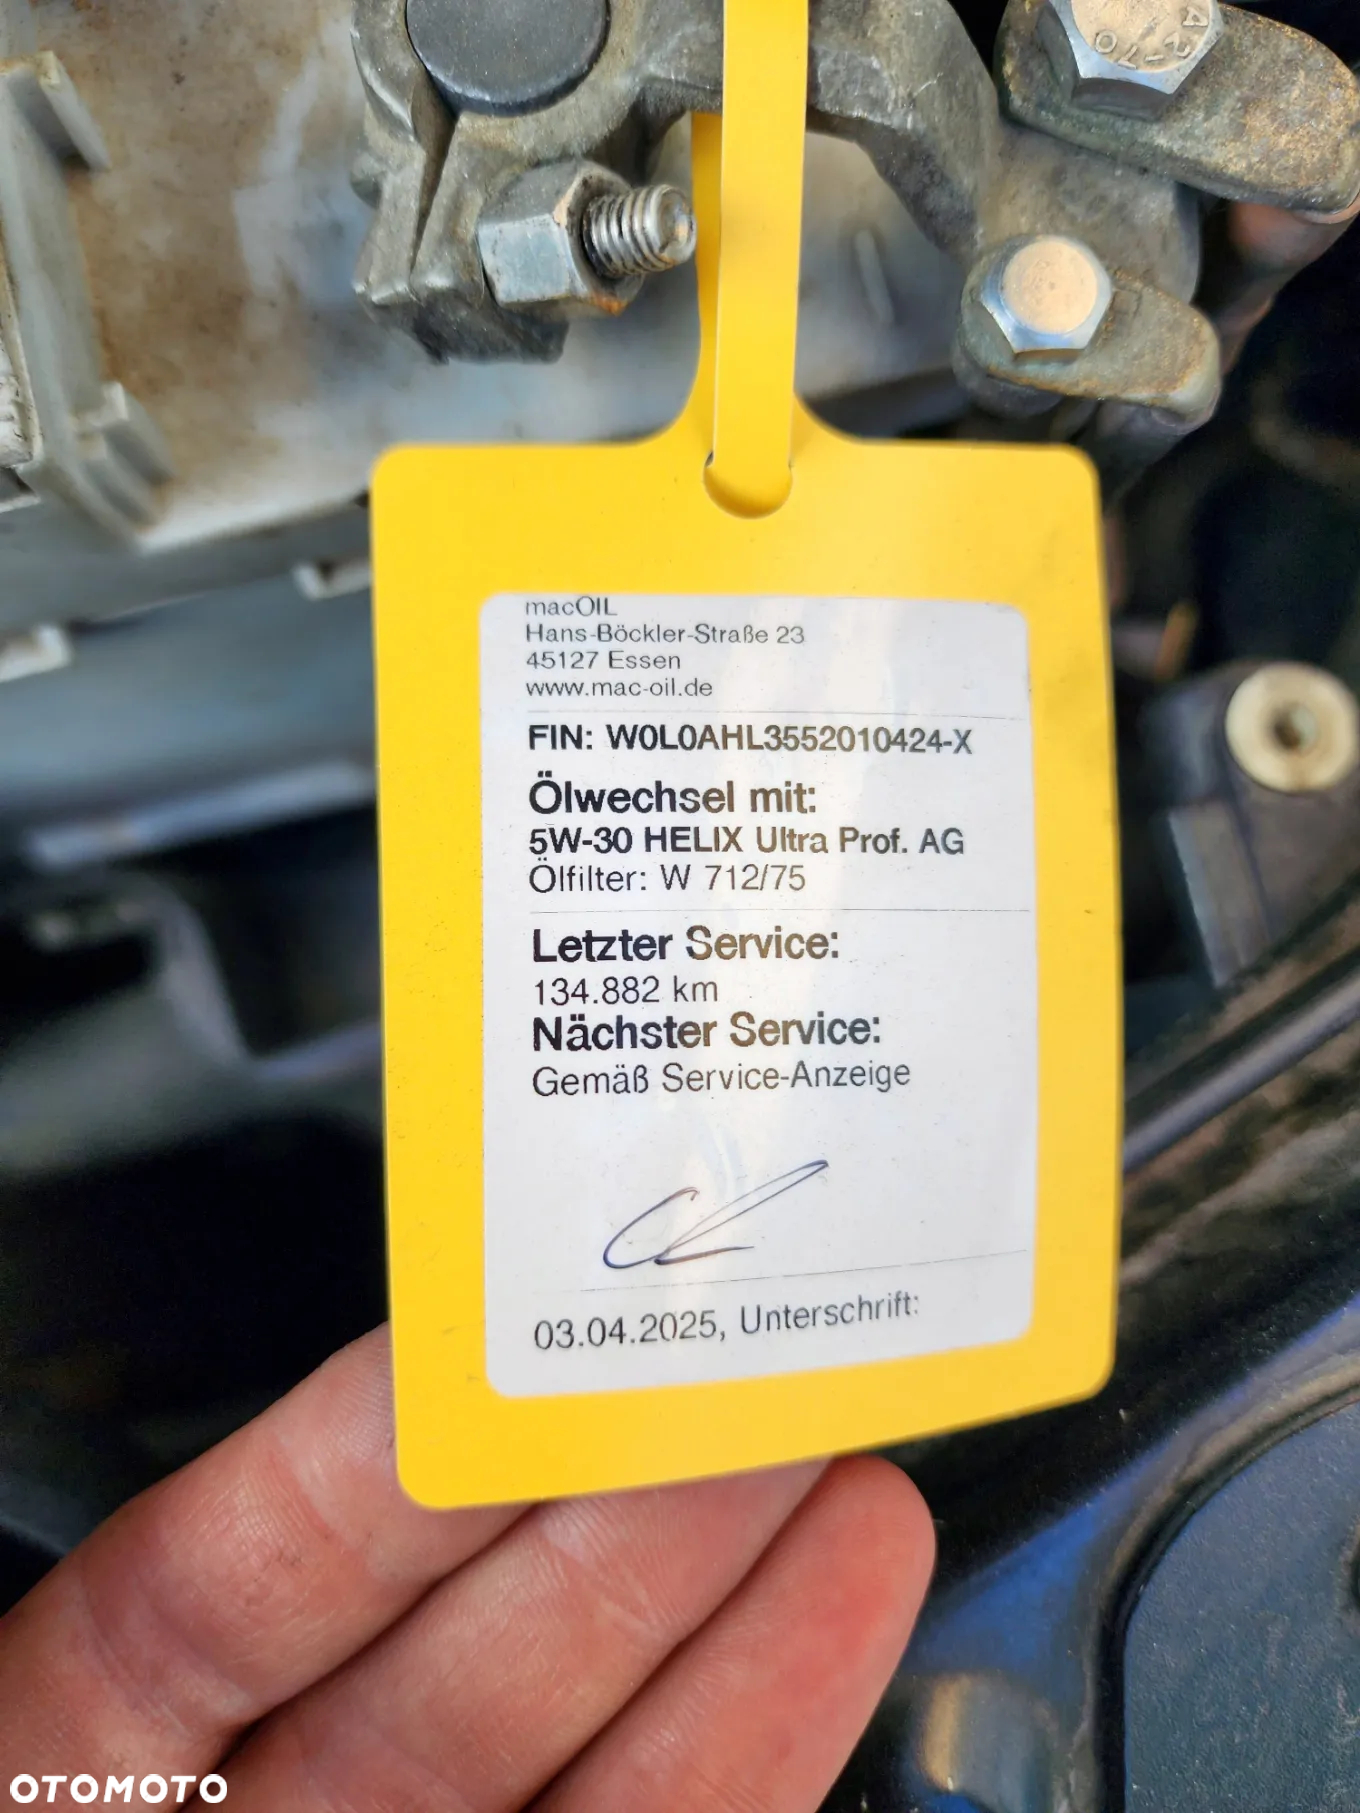 A2-70
macOIL
Hans-Böckler-Straße 23
45127 Essen
www.mac-oil.de
FIN: W0L0AHL3552010424-X
Ölwechsel mit:
5W-30 HELIX Ultra Prof. AG
Ölfilter: W 712/75
Letzter Service:
134.882 km
Nächster Service:
Gemäß Service-Anzeige
03.04.2025, Unterschrift:
OTOMOTO